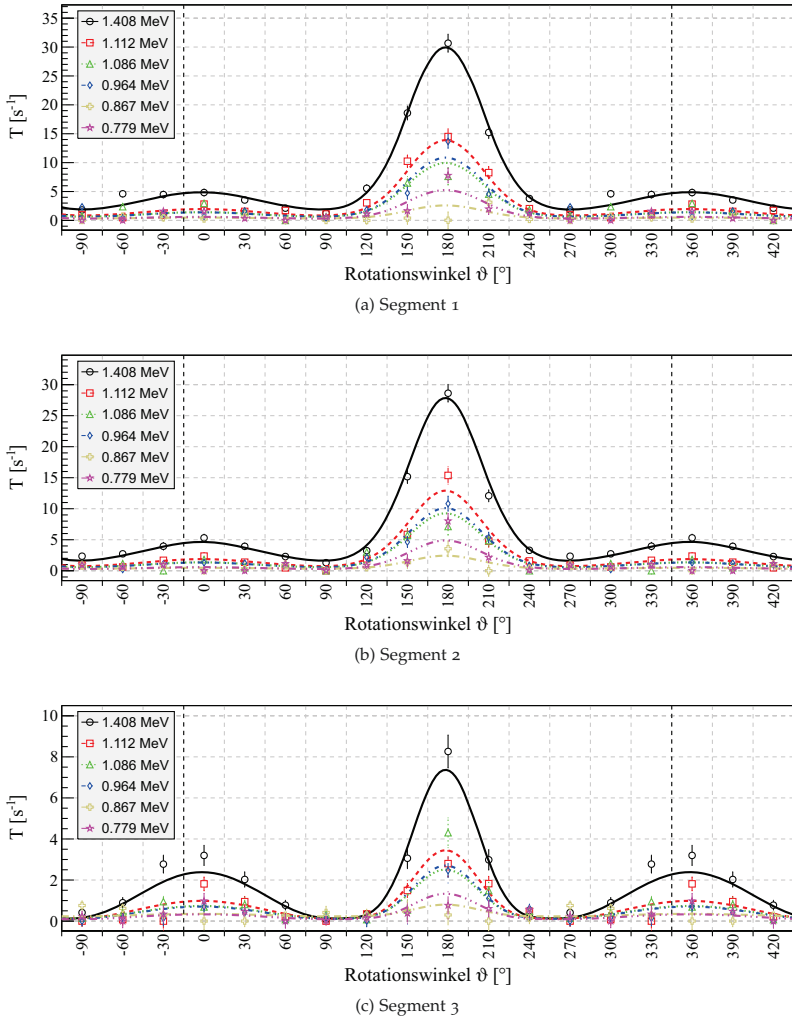 35
30
25
20
15
10
5
0
T [s⁻¹]
1.408 MeV
1.112 MeV
1.086 MeV
0.964 MeV
0.867 MeV
0.779 MeV
-90 -60 -30 0 30 60 90 120 150 180 210 240 270 300 330 360 390 420
Rotationswinkel ϑ [°]
(a) Segment 1
30
25
20
15
10
5
0
T [s⁻¹]
1.408 MeV
1.112 MeV
1.086 MeV
0.964 MeV
0.867 MeV
0.779 MeV
-90 -60 -30 0 30 60 90 120 150 180 210 240 270 300 330 360 390 420
Rotationswinkel ϑ [°]
(b) Segment 2
10
8
6
4
2
0
T [s⁻¹]
1.408 MeV
1.112 MeV
1.086 MeV
0.964 MeV
0.867 MeV
0.779 MeV
-90 -60 -30 0 30 60 90 120 150 180 210 240 270 300 330 360 390 420
Rotationswinkel ϑ [°]
(c) Segment 3